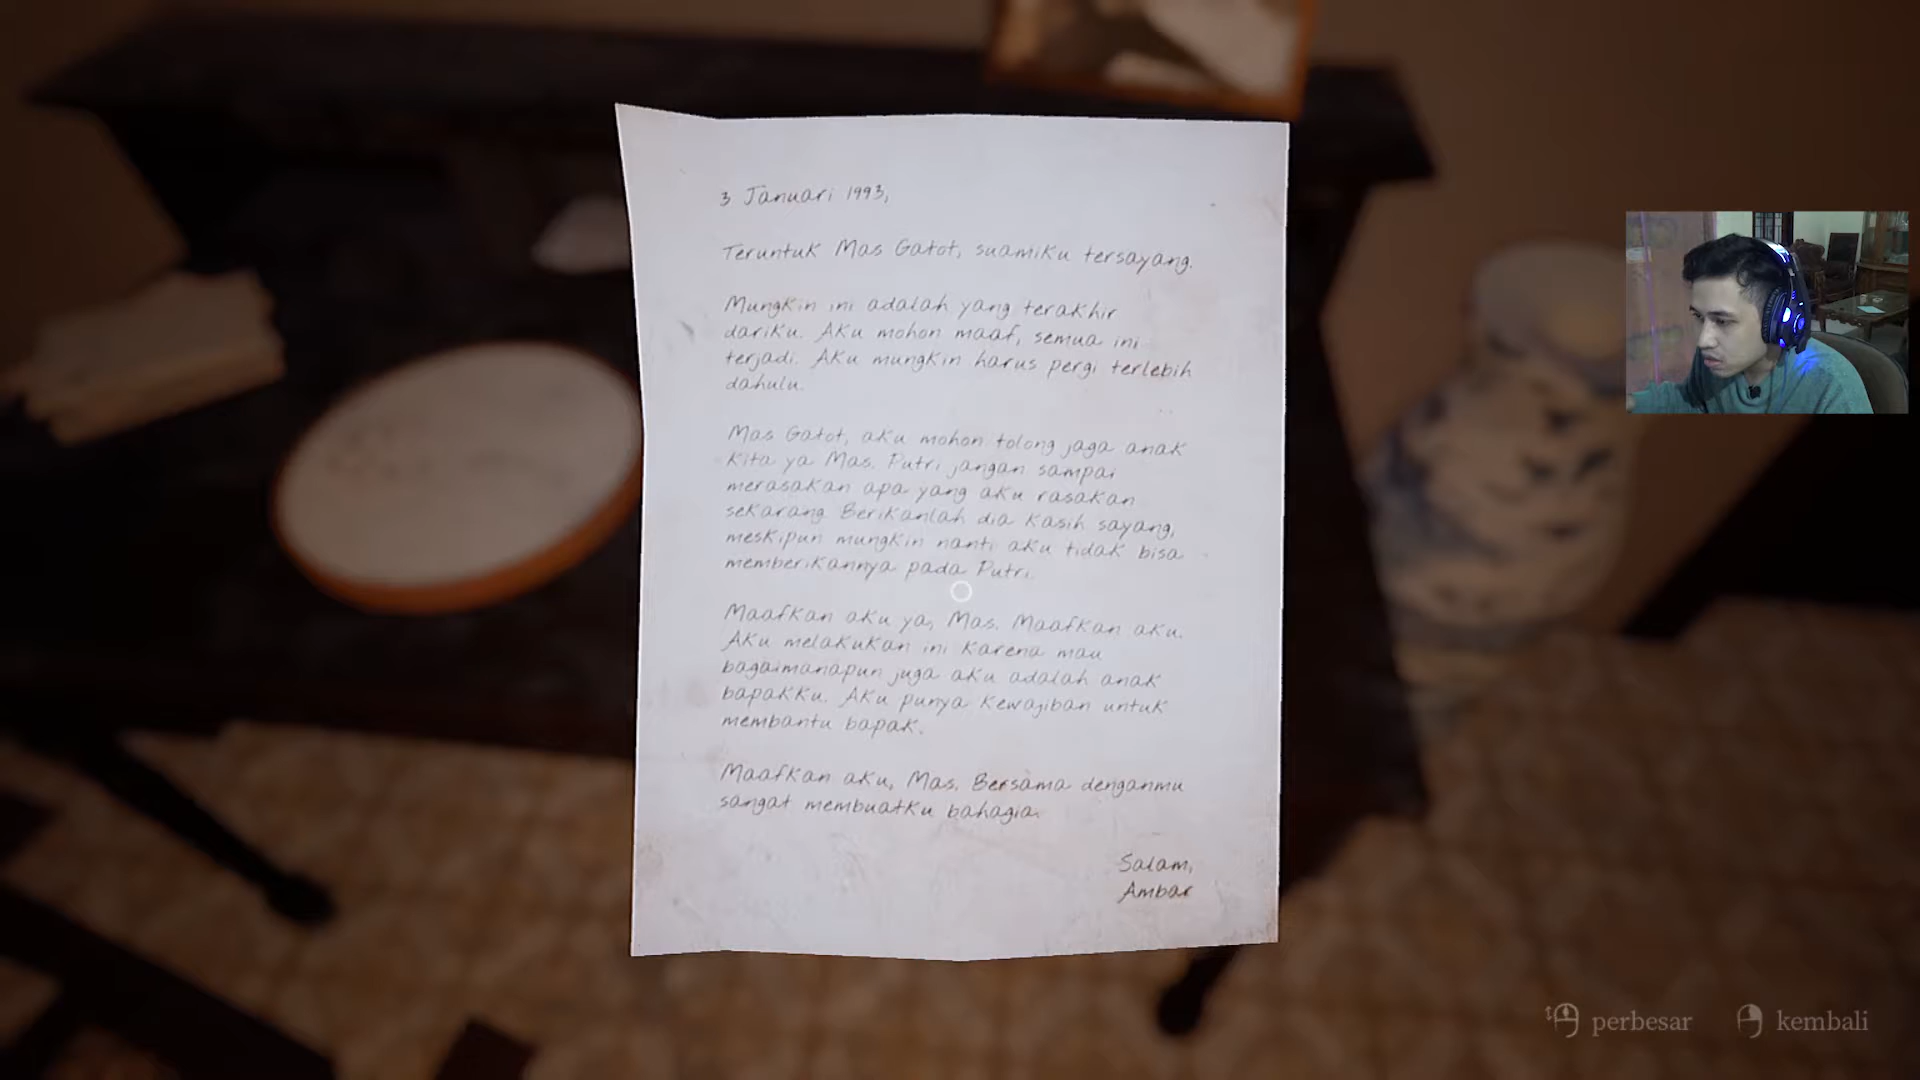 3 Januari 1993,
Teruntuk Mas Gatot, suamiku tersayang.
Mungkin ini adalah yang terakhir
dariku. Aku mohon maaf, semua ini
terjadi. Aku mungkin harus pergi terlebih
dahulu.
Mas Gatot, aku mohon tolong jaga anak
kita ya Mas. Putri jangan sampai
merasakan apa yang aku rasakan
sekarang Berikanlah dia kasih sayang,
meskipun mungkin nanti aku tidak bisa
memberikannya pada Putri.
Maafkan aku ya, Mas. Maafkan aku.
Aku melakukan ini karena mau
bagaimanapun juga aku adalah anak
bapakku. Aku punya kewajiban untuk
membantu bapak.
Maafkan aku, Mas. Bersama denganmu
sangat membuatku bahagia.
Salam,
Ambar
perbesar kembali